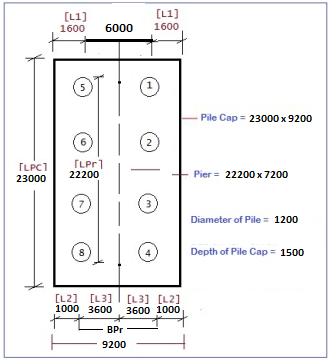 [L1] [L1]
1600 6000 1600
5 1
Pile Cap = 23000 x 9200
6 2
[LPC] [LPr]
23000 22200
Pier = 22200 x 7200
7 3
Diameter of Pile = 1200
8 4
Depth of Pile Cap = 1500
[L2] [L3] [L3] [L2]
1000 3600 3600 1000
BPr
9200